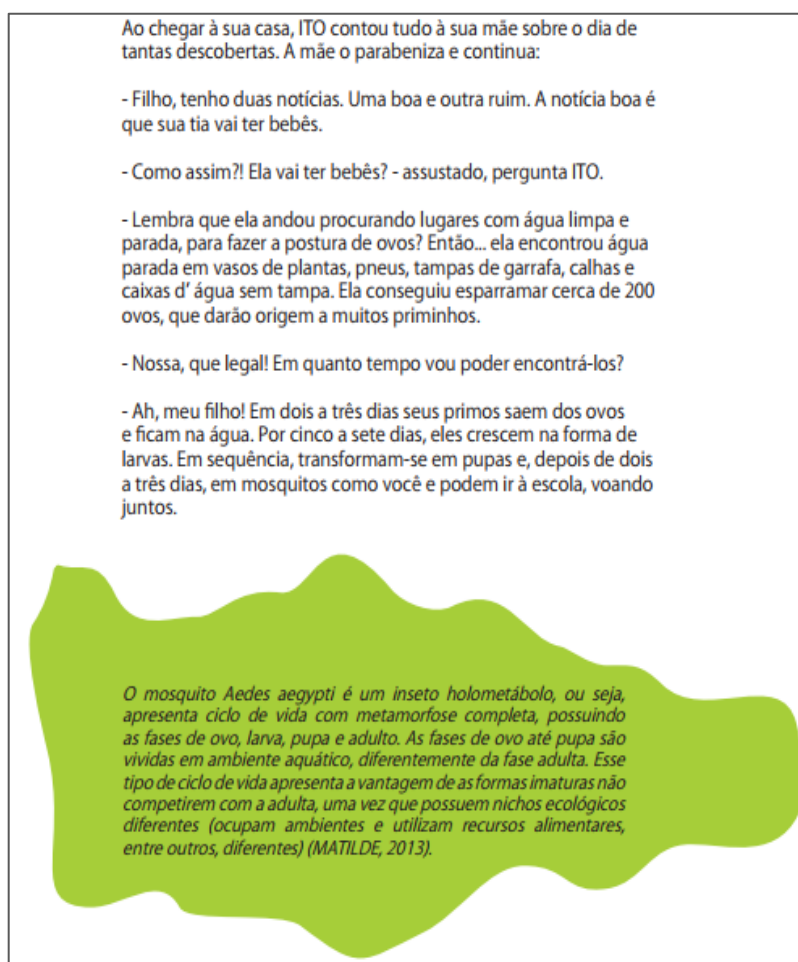 Ao chegar à sua casa, ITO contou tudo à sua mãe sobre o dia de
tantas descobertas. A mãe o parabeniza e continua:
- Filho, tenho duas notícias. Uma boa e outra ruim. A notícia boa é
que sua tia vai ter bebês.
- Como assim?! Ela vai ter bebês? - assustado, pergunta ITO.
- Lembra que ela andou procurando lugares com água limpa e
parada, para fazer a postura de ovos? Então... ela encontrou água
parada em vasos de plantas, pneus, tampas de garrafa, calhas e
caixas d’ água sem tampa. Ela conseguiu esparramar cerca de 200
ovos, que darão origem a muitos priminhos.
- Nossa, que legal! Em quanto tempo vou poder encontrá-los?
- Ah, meu filho! Em dois a três dias seus primos saem dos ovos
e ficam na água. Por cinco a sete dias, eles crescem na forma de
larvas. Em sequência, transformam-se em pupas e, depois de dois
a três dias, em mosquitos como você e podem ir à escola, voando
juntos.
O mosquito Aedes aegypti é um inseto holometábolo, ou seja,
apresenta ciclo de vida com metamorfose completa, possuindo
as fases de ovo, larva, pupa e adulto. As fases de ovo até pupa são
vividas em ambiente aquático, diferentemente da fase adulta. Esse
tipo de ciclo de vida apresenta a vantagem de as formas imaturas não
competirem com a adulta, uma vez que possuem nichos ecológicos
diferentes (ocupam ambientes e utilizam recursos alimentares,
entre outros, diferentes) (MATILDE, 2013).